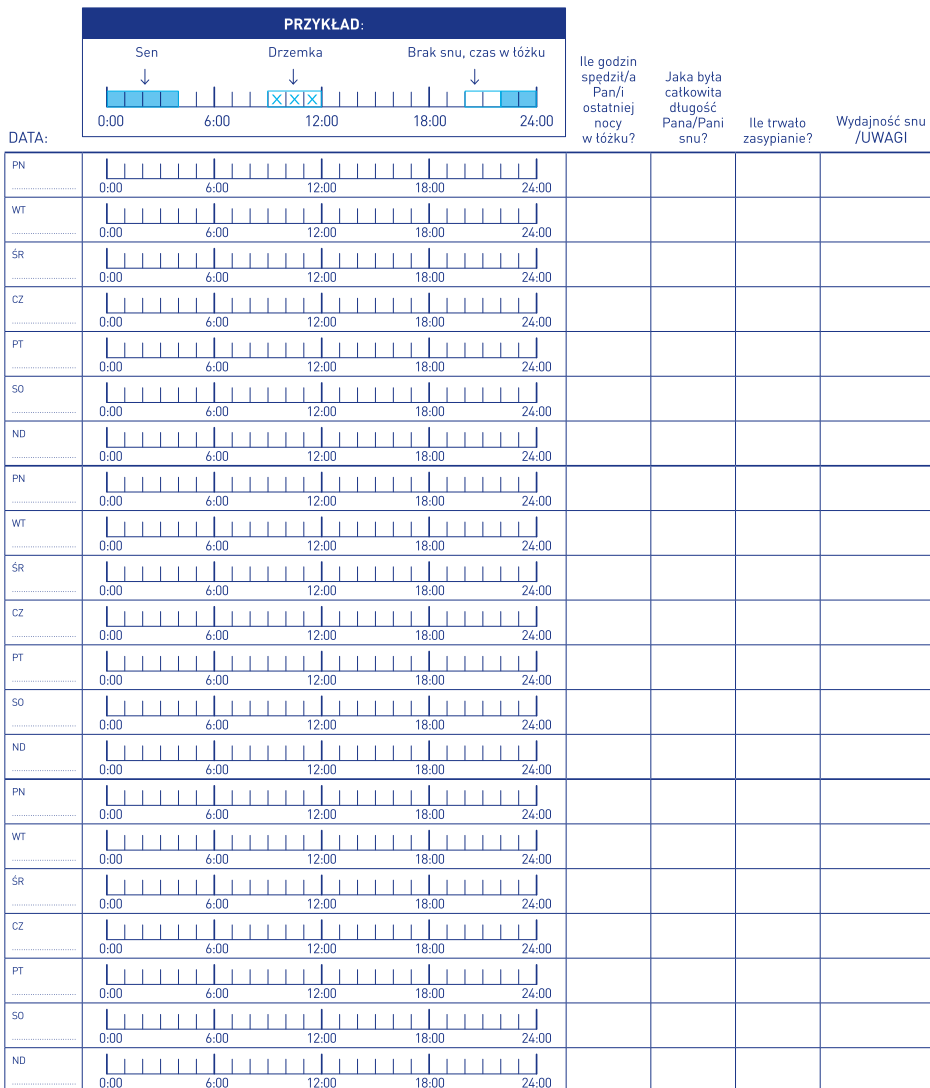 PRZYKŁAD:
Sen Drzemka Brak snu, czas w łóżku
X X X
0:00 6:00 12:00 18:00 24:00
DATA:
Ile godzin
spędził/a
Pan/i
ostatniej
nocy
w łóżku?
Jaka była
całkowita
długość
Pana/Pani
snu?
Ile trwało
zasypianie?
Wydajność snu
/UWAGI
PN
0:00 6:00 12:00 18:00 24:00
WT
0:00 6:00 12:00 18:00 24:00
ŚR
0:00 6:00 12:00 18:00 24:00
CZ
0:00 6:00 12:00 18:00 24:00
PT
0:00 6:00 12:00 18:00 24:00
SO
0:00 6:00 12:00 18:00 24:00
ND
0:00 6:00 12:00 18:00 24:00
PN
0:00 6:00 12:00 18:00 24:00
WT
0:00 6:00 12:00 18:00 24:00
ŚR
0:00 6:00 12:00 18:00 24:00
CZ
0:00 6:00 12:00 18:00 24:00
PT
0:00 6:00 12:00 18:00 24:00
SO
0:00 6:00 12:00 18:00 24:00
ND
0:00 6:00 12:00 18:00 24:00
PN
0:00 6:00 12:00 18:00 24:00
WT
0:00 6:00 12:00 18:00 24:00
ŚR
0:00 6:00 12:00 18:00 24:00
CZ
0:00 6:00 12:00 18:00 24:00
PT
0:00 6:00 12:00 18:00 24:00
SO
0:00 6:00 12:00 18:00 24:00
ND
0:00 6:00 12:00 18:00 24:00